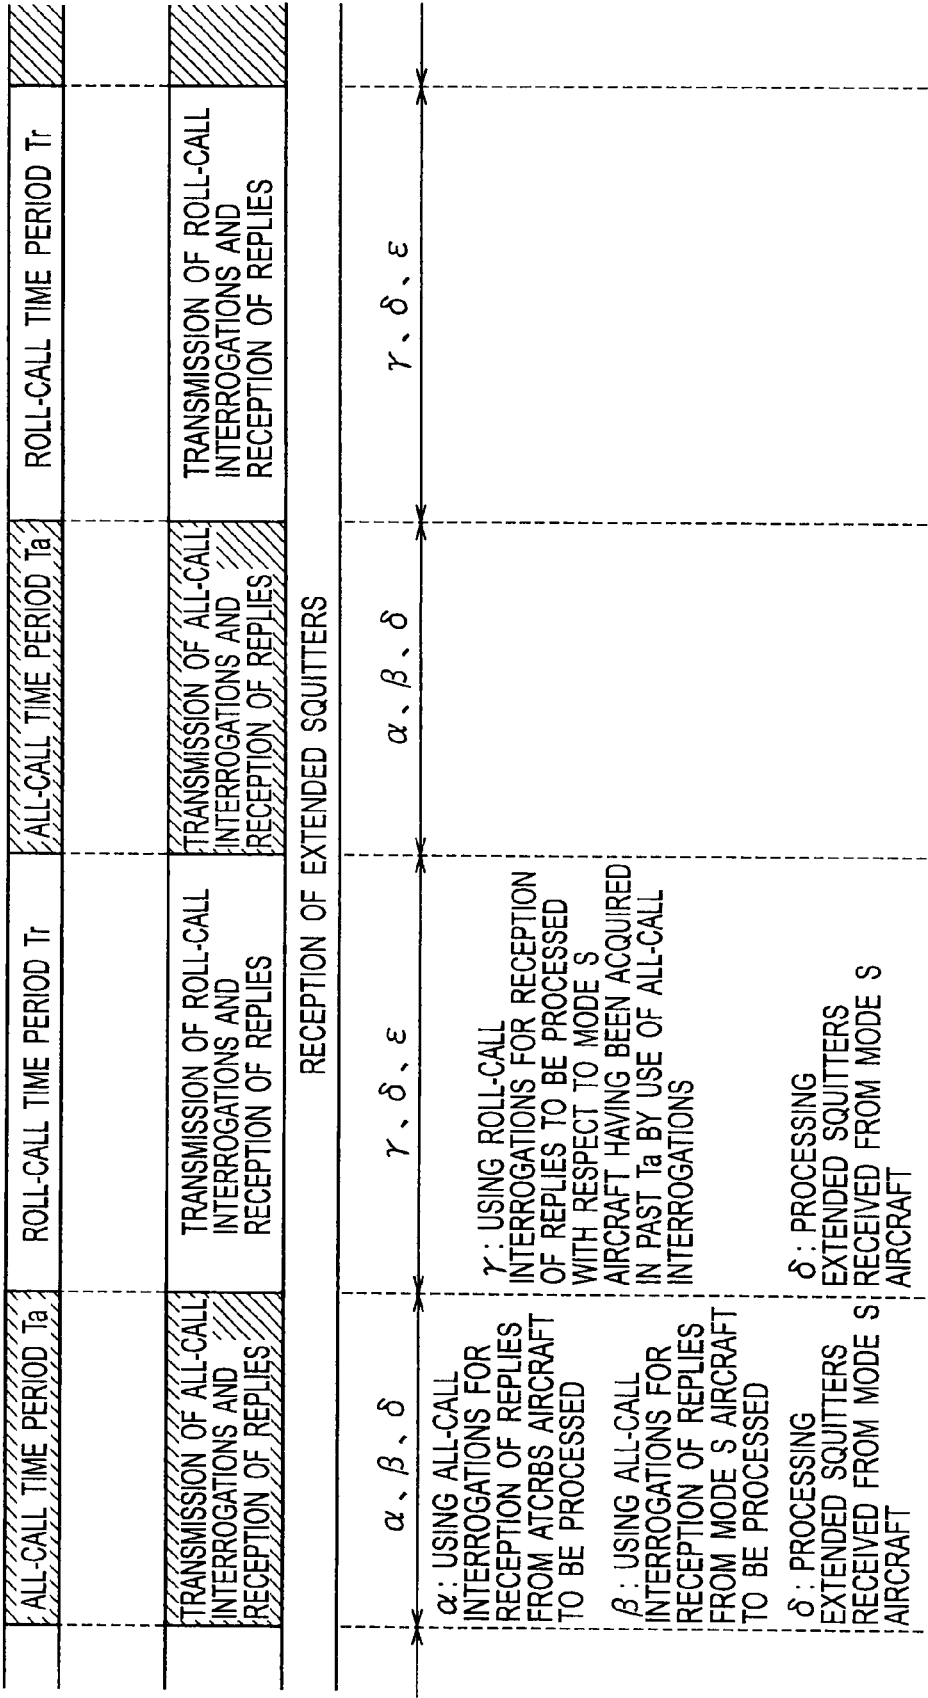 ALL-CALL TIME PERIOD Ta
ROLL-CALL TIME PERIOD Tr
ALL-CALL TIME PERIOD Ta
ROLL-CALL TIME PERIOD Tr
TRANSMISSION OF ALL-CALL
INTERROGATIONS AND
RECEPTION OF REPLIES
TRANSMISSION OF ROLL-CALL
INTERROGATIONS AND
RECEPTION OF REPLIES
TRANSMISSION OF ALL-CALL
INTERROGATIONS AND
RECEPTION OF REPLIES
TRANSMISSION OF ROLL-CALL
INTERROGATIONS AND
RECEPTION OF REPLIES
RECEPTION OF EXTENDED SQUITTERS
α、β、δ
γ、δ、ε
α、β、δ
γ、δ、ε
α: USING ALL-CALL
INTERROGATIONS FOR
RECEPTION OF REPLIES
FROM ATCRBS AIRCRAFT
TO BE PROCESSED
β: USING ALL-CALL
INTERROGATIONS FOR
RECEPTION OF REPLIES
FROM MODE S AIRCRAFT
TO BE PROCESSED
δ: PROCESSING
EXTENDED SQUITTERS
RECEIVED FROM MODE S
AIRCRAFT
γ: USING ROLL-CALL
INTERROGATIONS FOR RECEPTION
OF REPLIES TO BE PROCESSED
WITH RESPECT TO MODE S
AIRCRAFT HAVING BEEN ACQUIRED
IN PAST Ta BY USE OF ALL-CALL
INTERROGATIONS
δ: PROCESSING
EXTENDED SQUITTERS
RECEIVED FROM MODE S
AIRCRAFT